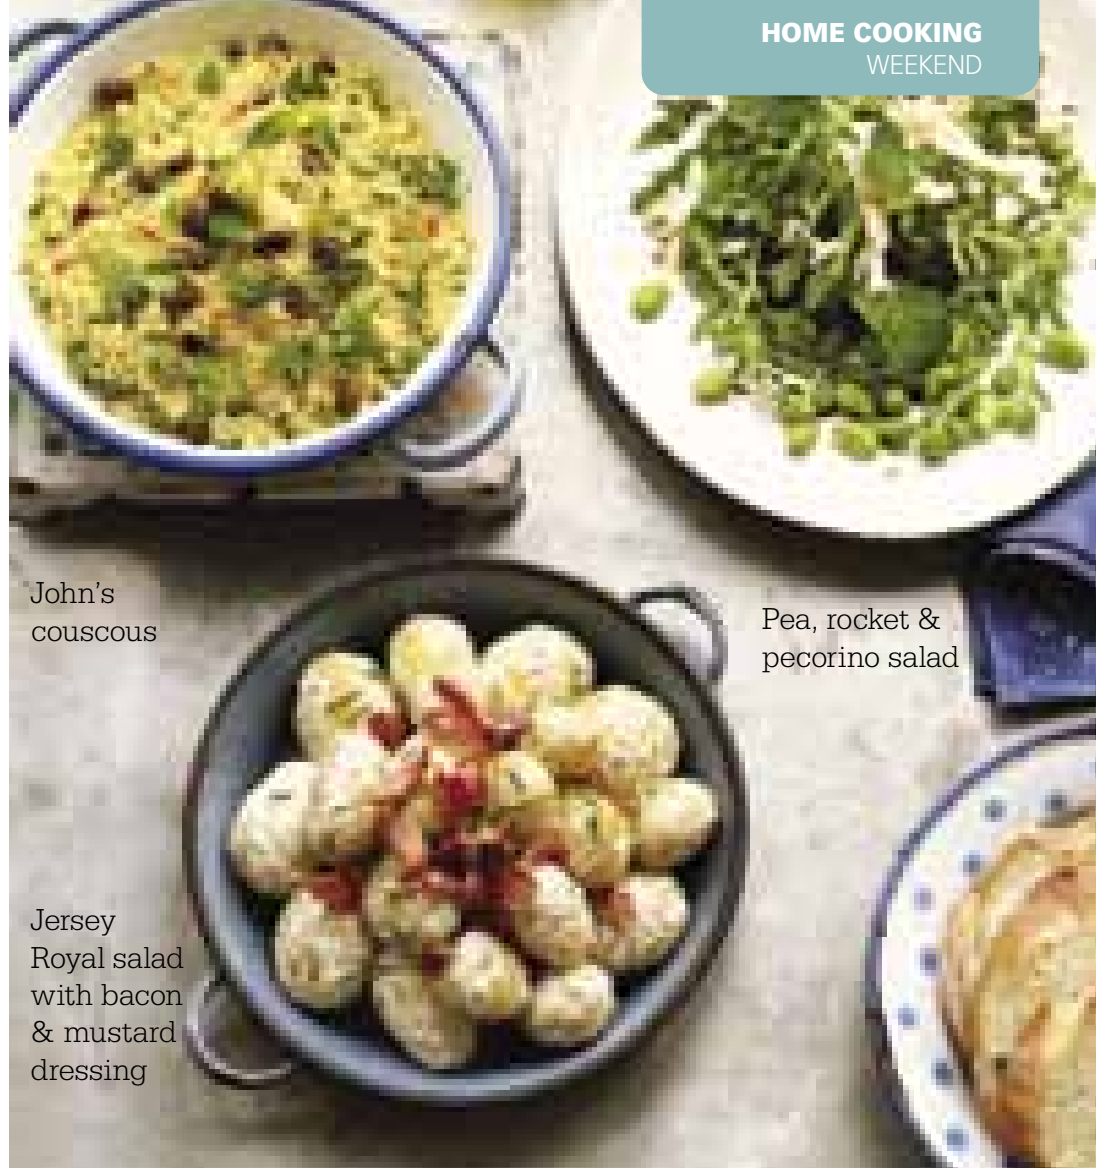 HOME COOKING
WEEKEND
John’s
couscous
Pea, rocket &
pecorino salad
Jersey
Royal salad
with bacon
& mustard
dressing